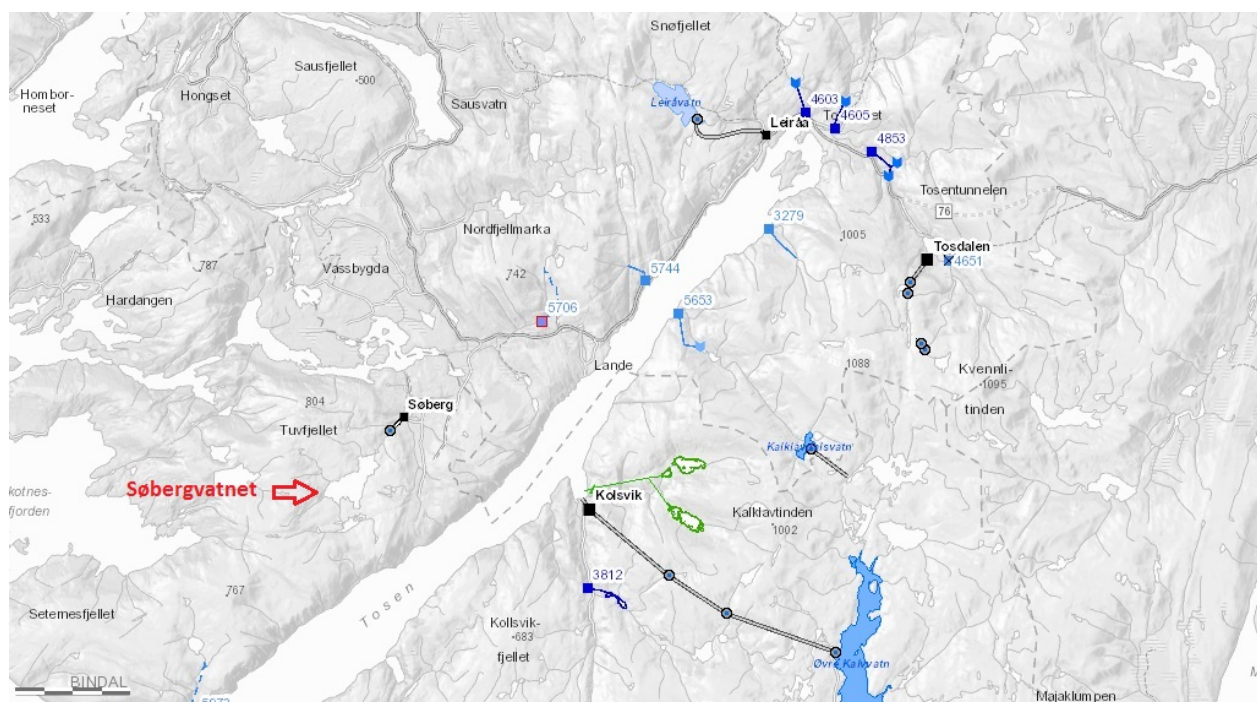 Snøfjellet
Sausfjellet
500
Hombor-
neset
Hongset
Sausvatn
Leiråvatn
4603
4605
Leiråa
4853
Tosentunnelen
76
533
Nordfjellmarka
3279
1005
Tosdalen
4651
787
Vassbygda
742
5744
Hardangen
5706
5653
Lande
1088
Kvennli-
1095
tinden
804
Søberg
Tuvfjellet
Søbergvatnet
kotnes-
fjorden
Kolsvik
Kalklavtinden
1002
3812
767
Tosen
Seternesfjellet
Kollsvik-
683
fjellet
Øvre Kalvvatn
BINDAL
5973
Majaklumpen